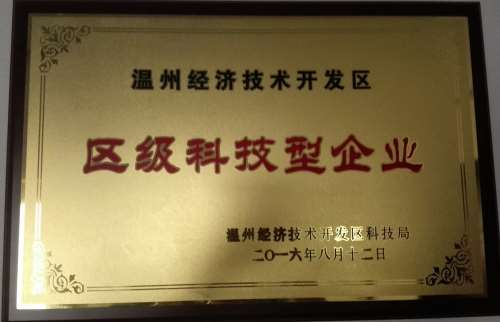 温州经济技术开发区
区级科技型企业
温州经济技术开发区科技局
二〇一六年八月十二日